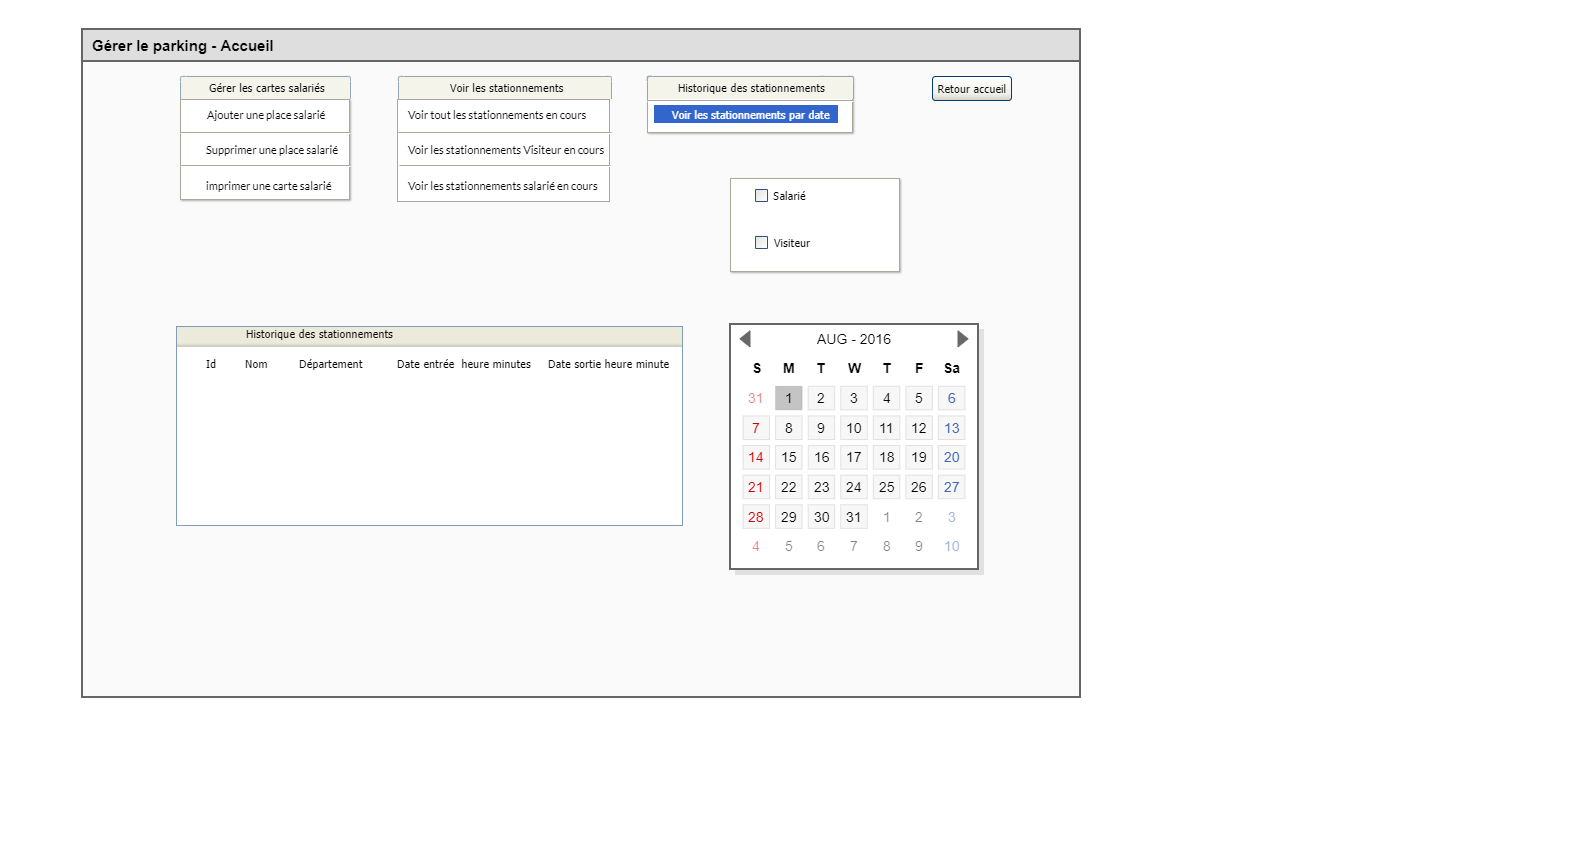 Gérer le parking - Accueil
Gérer les cartes salariés
Ajouter une place salarié
Supprimer une place salarié
imprimer une carte salarié
Voir les stationnements
Voir tout les stationnements en cours
Voir les stationnements Visiteur en cours
Voir les stationnements salarié en cours
Historique des stationnements
Voir les stationnements par date
Retour accueil
Salarié
Visiteur
Historique des stationnements
Id Nom Département Date entrée heure minutes Date sortie heure minute
AUG - 2016
S M T W T F Sa
31 1 2 3 4 5 6
7 8 9 10 11 12 13
14 15 16 17 18 19 20
21 22 23 24 25 26 27
28 29 30 31 1 2 3
4 5 6 7 8 9 10